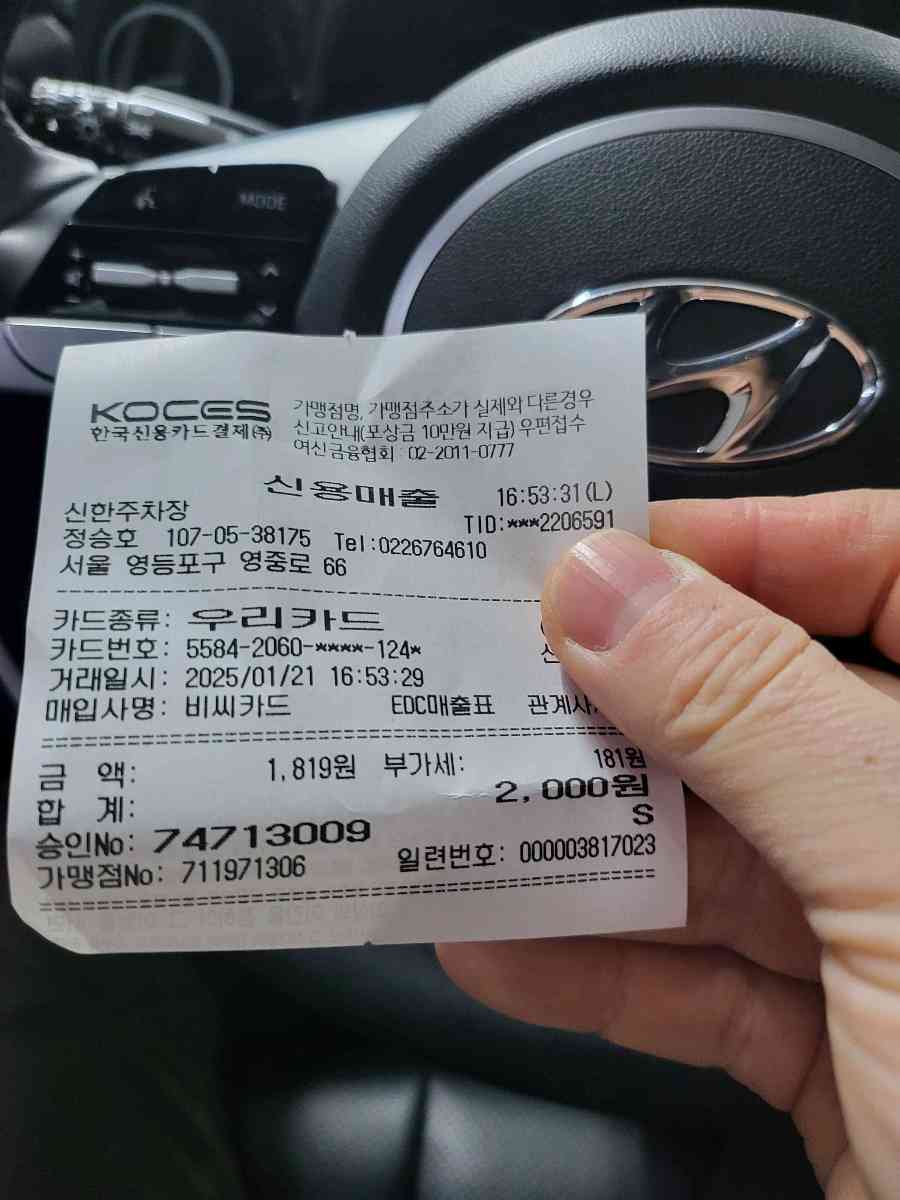 MODE
KOCES
한국신용카드결제㈜
가맹점명, 가맹점주소가 실제와 다른경우
신고안내(포상금 10만원 지급) 우편접수
여신금융협회 : 02-2011-0777
신용매출 16:53:31(L)
신한주차장 TID:***2206591
정승호 107-05-38175 Tel:0226764610
서울 영등포구 영중로 66
카드종류: 우리카드
카드번호: 5584-2060-****-124*
거래일시: 2025/01/21 16:53:29
매입사명: 비씨카드 EDC매출표
금 액: 1,819원 부가세: 181원
합 계: 2,000원
S
승인No: 74713009
가맹점No: 711971306 일련번호: 000003817023